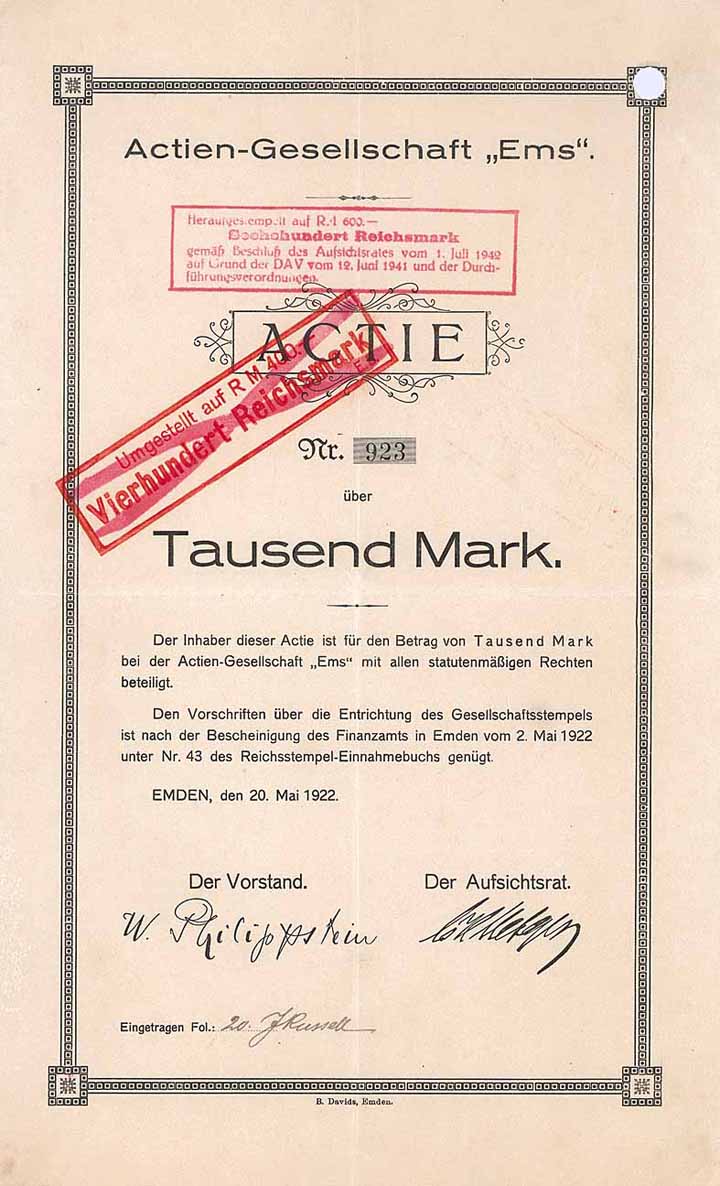 Actien-Gesellschaft „Ems“.
Heraufgestempelt auf R.M 600.—
Sechshundert Reichsmark
gemäß Beschluß des Aufsichtsrates vom 1. Juli 1942
auf Grund der DAV vom 12. Juni 1941 und der Durch-
führungsverordnungen.
ACTIE
Umgestellt auf R M 400.-
Vierhundert Reichsmark
Nr. 923
über
Tausend Mark.
Der Inhaber dieser Actie ist für den Betrag von Tausend Mark
bei der Actien-Gesellschaft „Ems“ mit allen statutenmäßigen Rechten
beteiligt.
Den Vorschriften über die Entrichtung des Gesellschaftsstempels
ist nach der Bescheinigung des Finanzamts in Emden vom 2. Mai 1922
unter Nr. 43 des Reichsstempel-Einnahmebuchs genügt.
EMDEN, den 20. Mai 1922.
Der Vorstand. Der Aufsichtsrat.
W. Philippstein
Eingetragen Fol.: 20. JRussell
B. Davids, Emden.